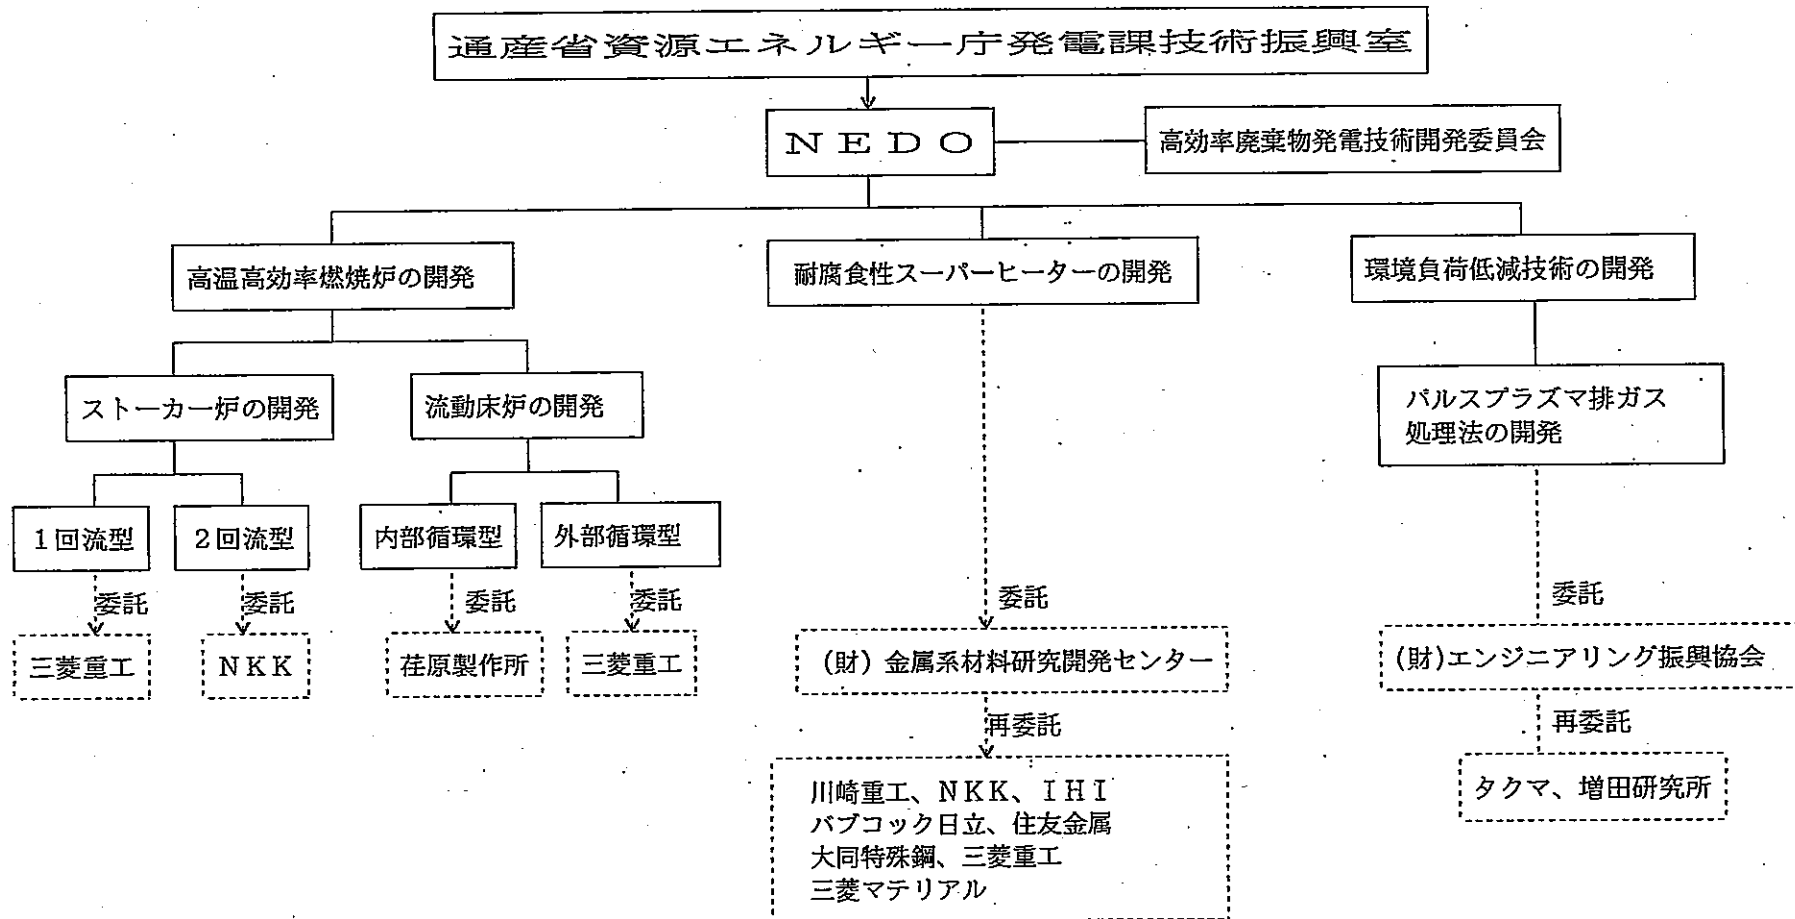 通産省資源エネルギー庁発電課技術振興室
ＮＥＤＯ
高効率廃棄物発電技術開発委員会
高温高効率燃焼炉の開発
耐腐食性スーパーヒーターの開発
環境負荷低減技術の開発
ストーカー炉の開発
流動床炉の開発
パルスプラズマ排ガス
処理法の開発
１回流型
２回流型
内部循環型
外部循環型
委託
委託
委託
委託
委託
委託
三菱重工
ＮＫＫ
荏原製作所
三菱重工
(財) 金属系材料研究開発センター
(財)エンジニアリング振興協会
再委託
再委託
川崎重工、ＮＫＫ、ＩＨＩ
バブコック日立、住友金属
大同特殊鋼、三菱重工
三菱マテリアル
タクマ、増田研究所